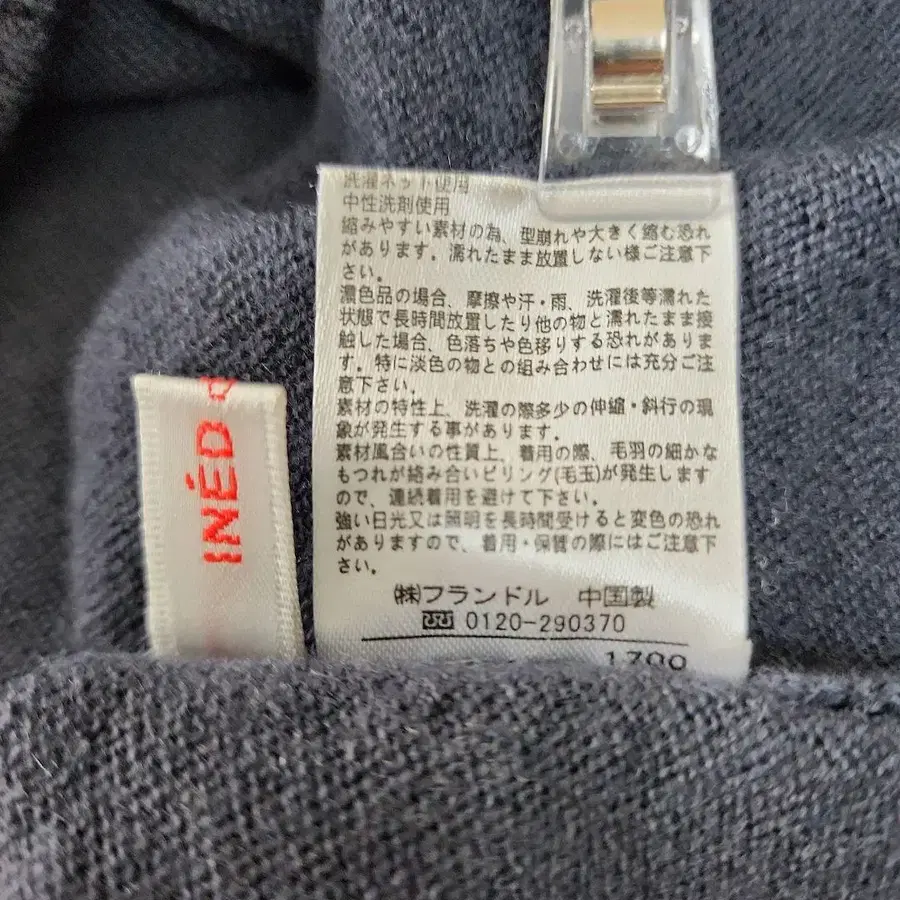 洗濯ネット使用
中性洗剤使用
縮みやすい素材の為、型崩れや大きく縮む恐れ
があります。濡れたまま放置しない様ご注意下
さい。
濃色品の場合、摩擦や汗・雨、洗濯後等濡れた
状態で長時間放置したり他の物と濡れたまま接
触した場合、色落ちや色移りする恐れがありま
す。特に淡色の物との組み合わせには充分ご注
意下さい。
素材の特性上、洗濯の際多少の伸縮・斜行の現
象が発生する事があります。
素材風合いの性質上、着用の際、毛羽の細かな
もつれが絡み合いピリング(毛玉)が発生します
ので、連続着用を避けて下さい。
強い日光又は照明を長時間受けると変色の恐れ
がありますので、着用・保管の際にはご注意下
さい。
㈱フランドル 中国製
0120-290370
INÉD